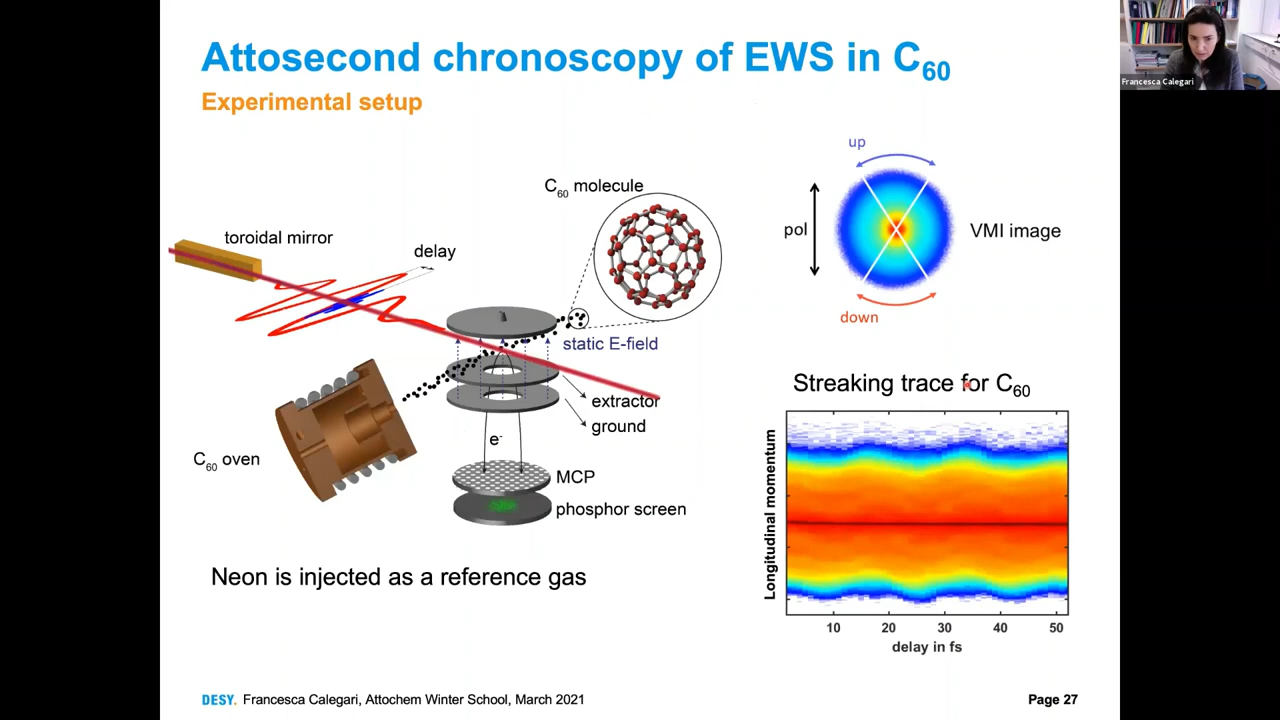 Attosecond chronoscopy of EWS in C60
Experimental setup
Francesca Calegari
C60 molecule
toroidal mirror
delay
static E-field
extractor
ground
e-
C60 oven
MCP
phosphor screen
Neon is injected as a reference gas
up
pol
VMI image
down
Streaking trace for C60
Longitudinal momentum
10 20 30 40 50
delay in fs
DESY. Francesca Calegari, Attochem Winter School, March 2021
Page 27